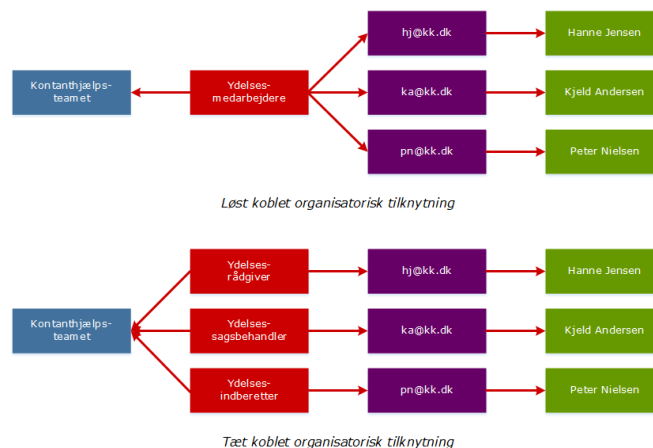 hj@kk.dk
Hanne Jensen
Kontanthjælps-
teamet
Ydelses-
medarbejdere
ka@kk.dk
Kjeld Andersen
pn@kk.dk
Peter Nielsen
Løst koblet organisatorisk tilknytning
Ydelses-
rådgiver
hj@kk.dk
Hanne Jensen
Kontanthjælps-
teamet
Ydelses-
sagsbehandler
ka@kk.dk
Kjeld Andersen
Ydelses-
indberetter
pn@kk.dk
Peter Nielsen
Tæt koblet organisatorisk tilknytning